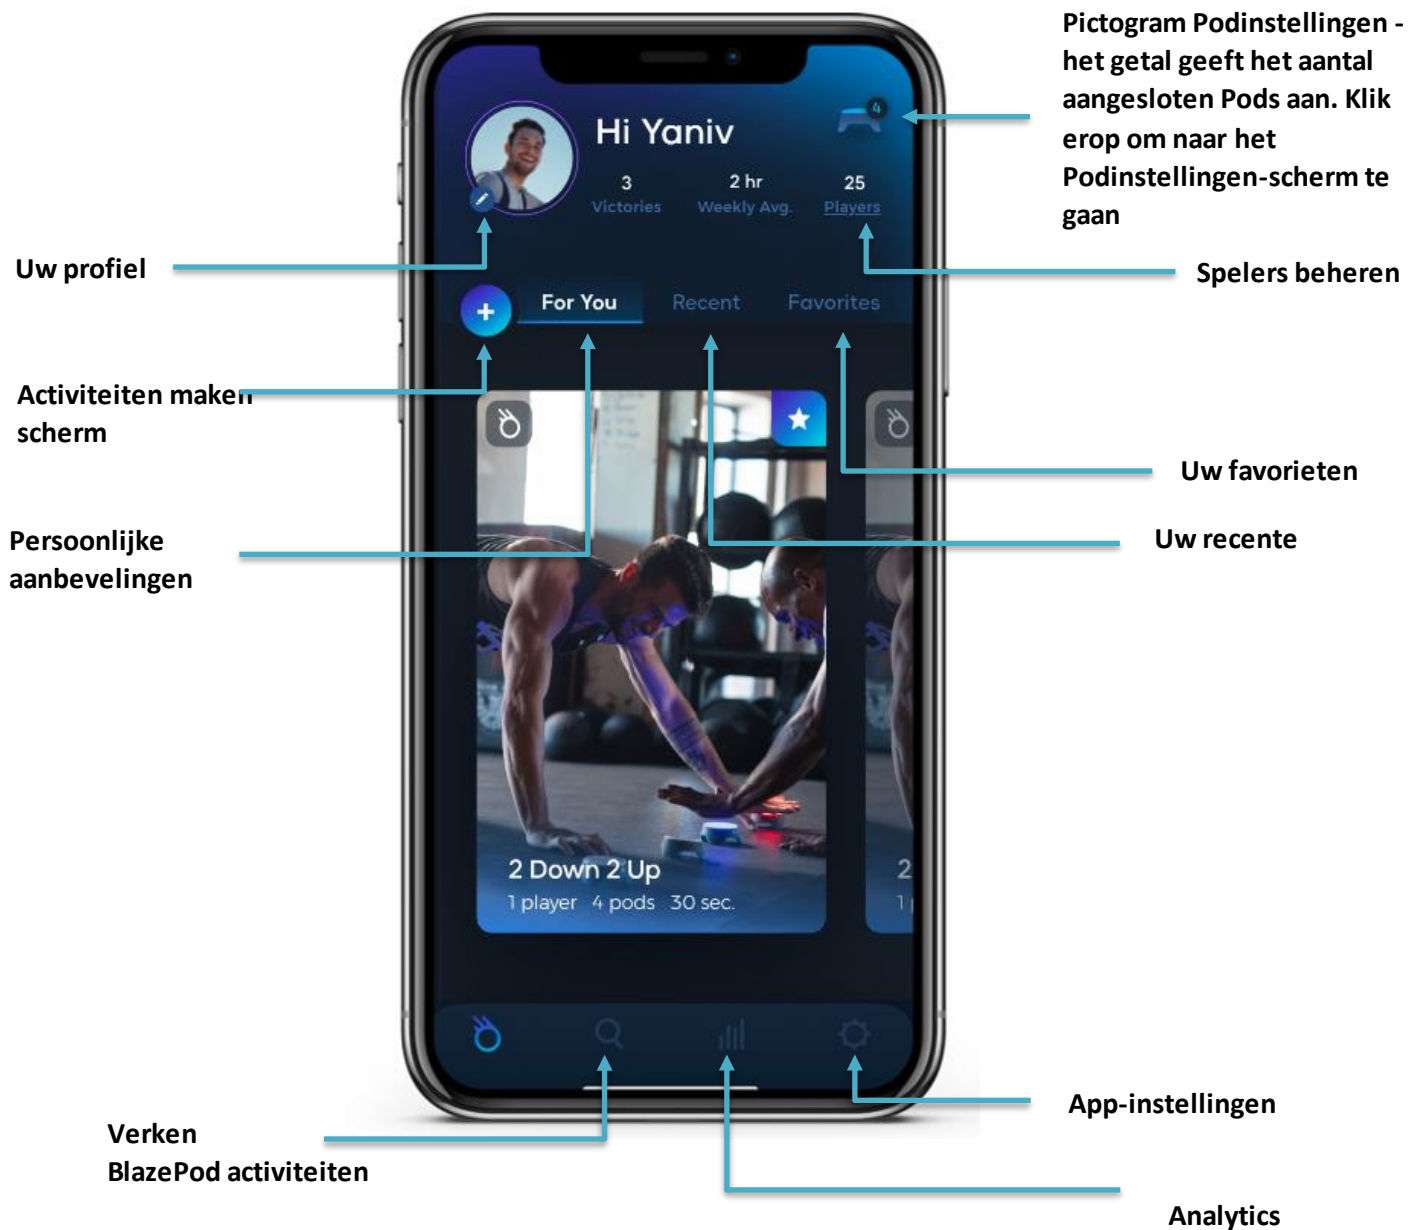 Pictogram Podinstellingen -
het getal geeft het aantal
aangesloten Pods aan. Klik
erop om naar het
Podinstellingen-scherm te
gaan
4
Hi Yaniv
3
2 hr
25
Victories
Weekly Avg.
Players
Uw profiel
Spelers beheren
+
For You
Recent
Favorites
Activiteiten maken
scherm
Uw favorieten
Persoonlijke
aanbevelingen
Uw recente
2 Down 2 Up
1 player 4 pods 30 sec.
2
1
App-instellingen
Verken
BlazePod activiteiten
Analytics